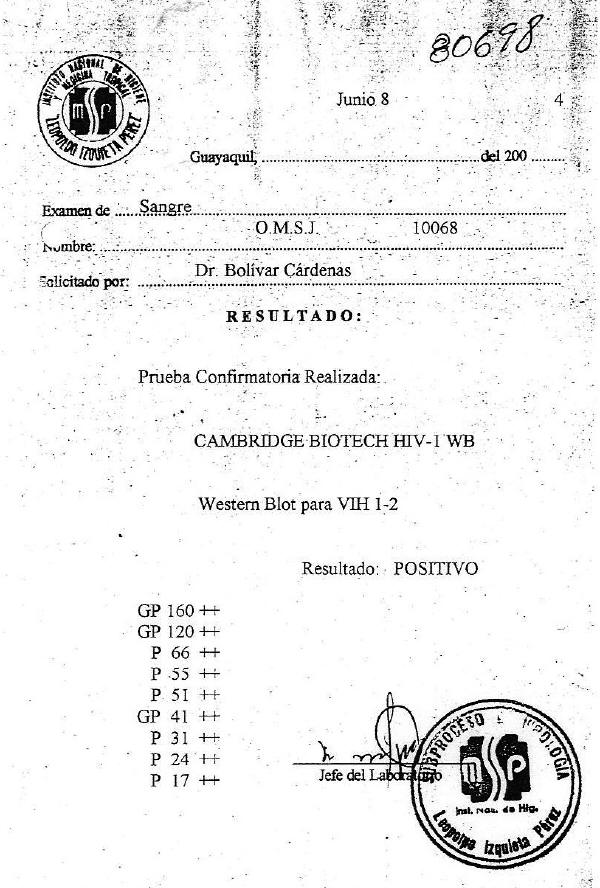 80698
INSTITUTO NACIONAL DE HIGIENE
MEDICINA TROPICAL
msp
LEOPOLDO IZQUIETA PEREZ
Junio 8 4
Guayaquil, ............ del 200 ......
Examen de .... Sangre
O.M.S.J. 10068
Nombre:
Solicitado por: Dr. Bolívar Cárdenas
RESULTADO:
Prueba Confirmatoria Realizada:
CAMBRIDGE BIOTECH HIV-1 WB
Western Blot para VIH 1-2
Resultado: POSITIVO
GP 160 ++
GP 120 ++
P 66 ++
P 55 ++
P 51 ++
GP 41 ++
P 31 ++
P 24 ++
P 17 ++
Jefe del Laboratorio
SUBPROCESO
msp
Inst. Nac. de Hig.
Leopoldo Izquieta Pérez